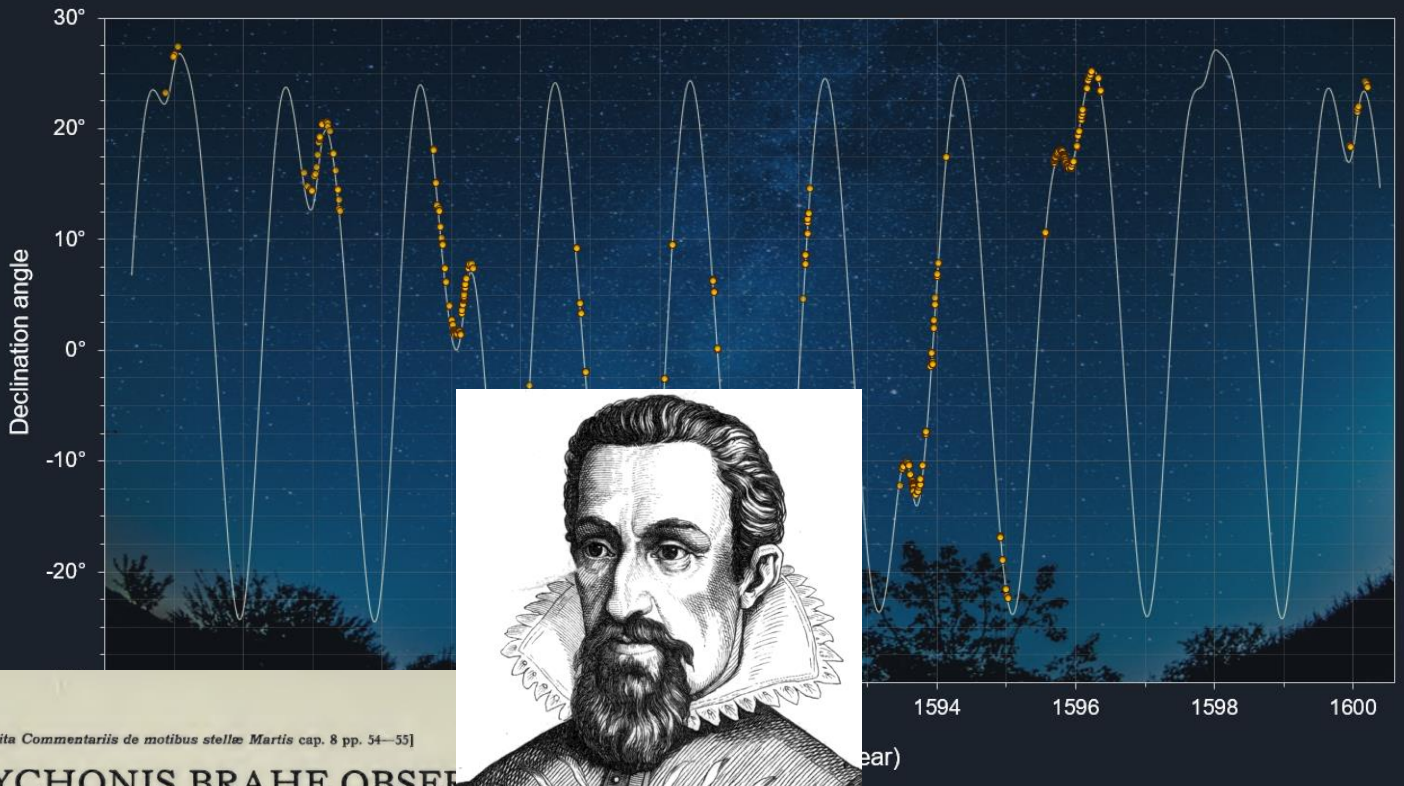 30°
20°
10°
0°
-10°
-20°
Declination angle
1594 1596 1598 1600
ear)
ita Commentariis de motibus stellæ Martis cap. 8 pp. 54—55]
YCHONIS BRAHE OBSE